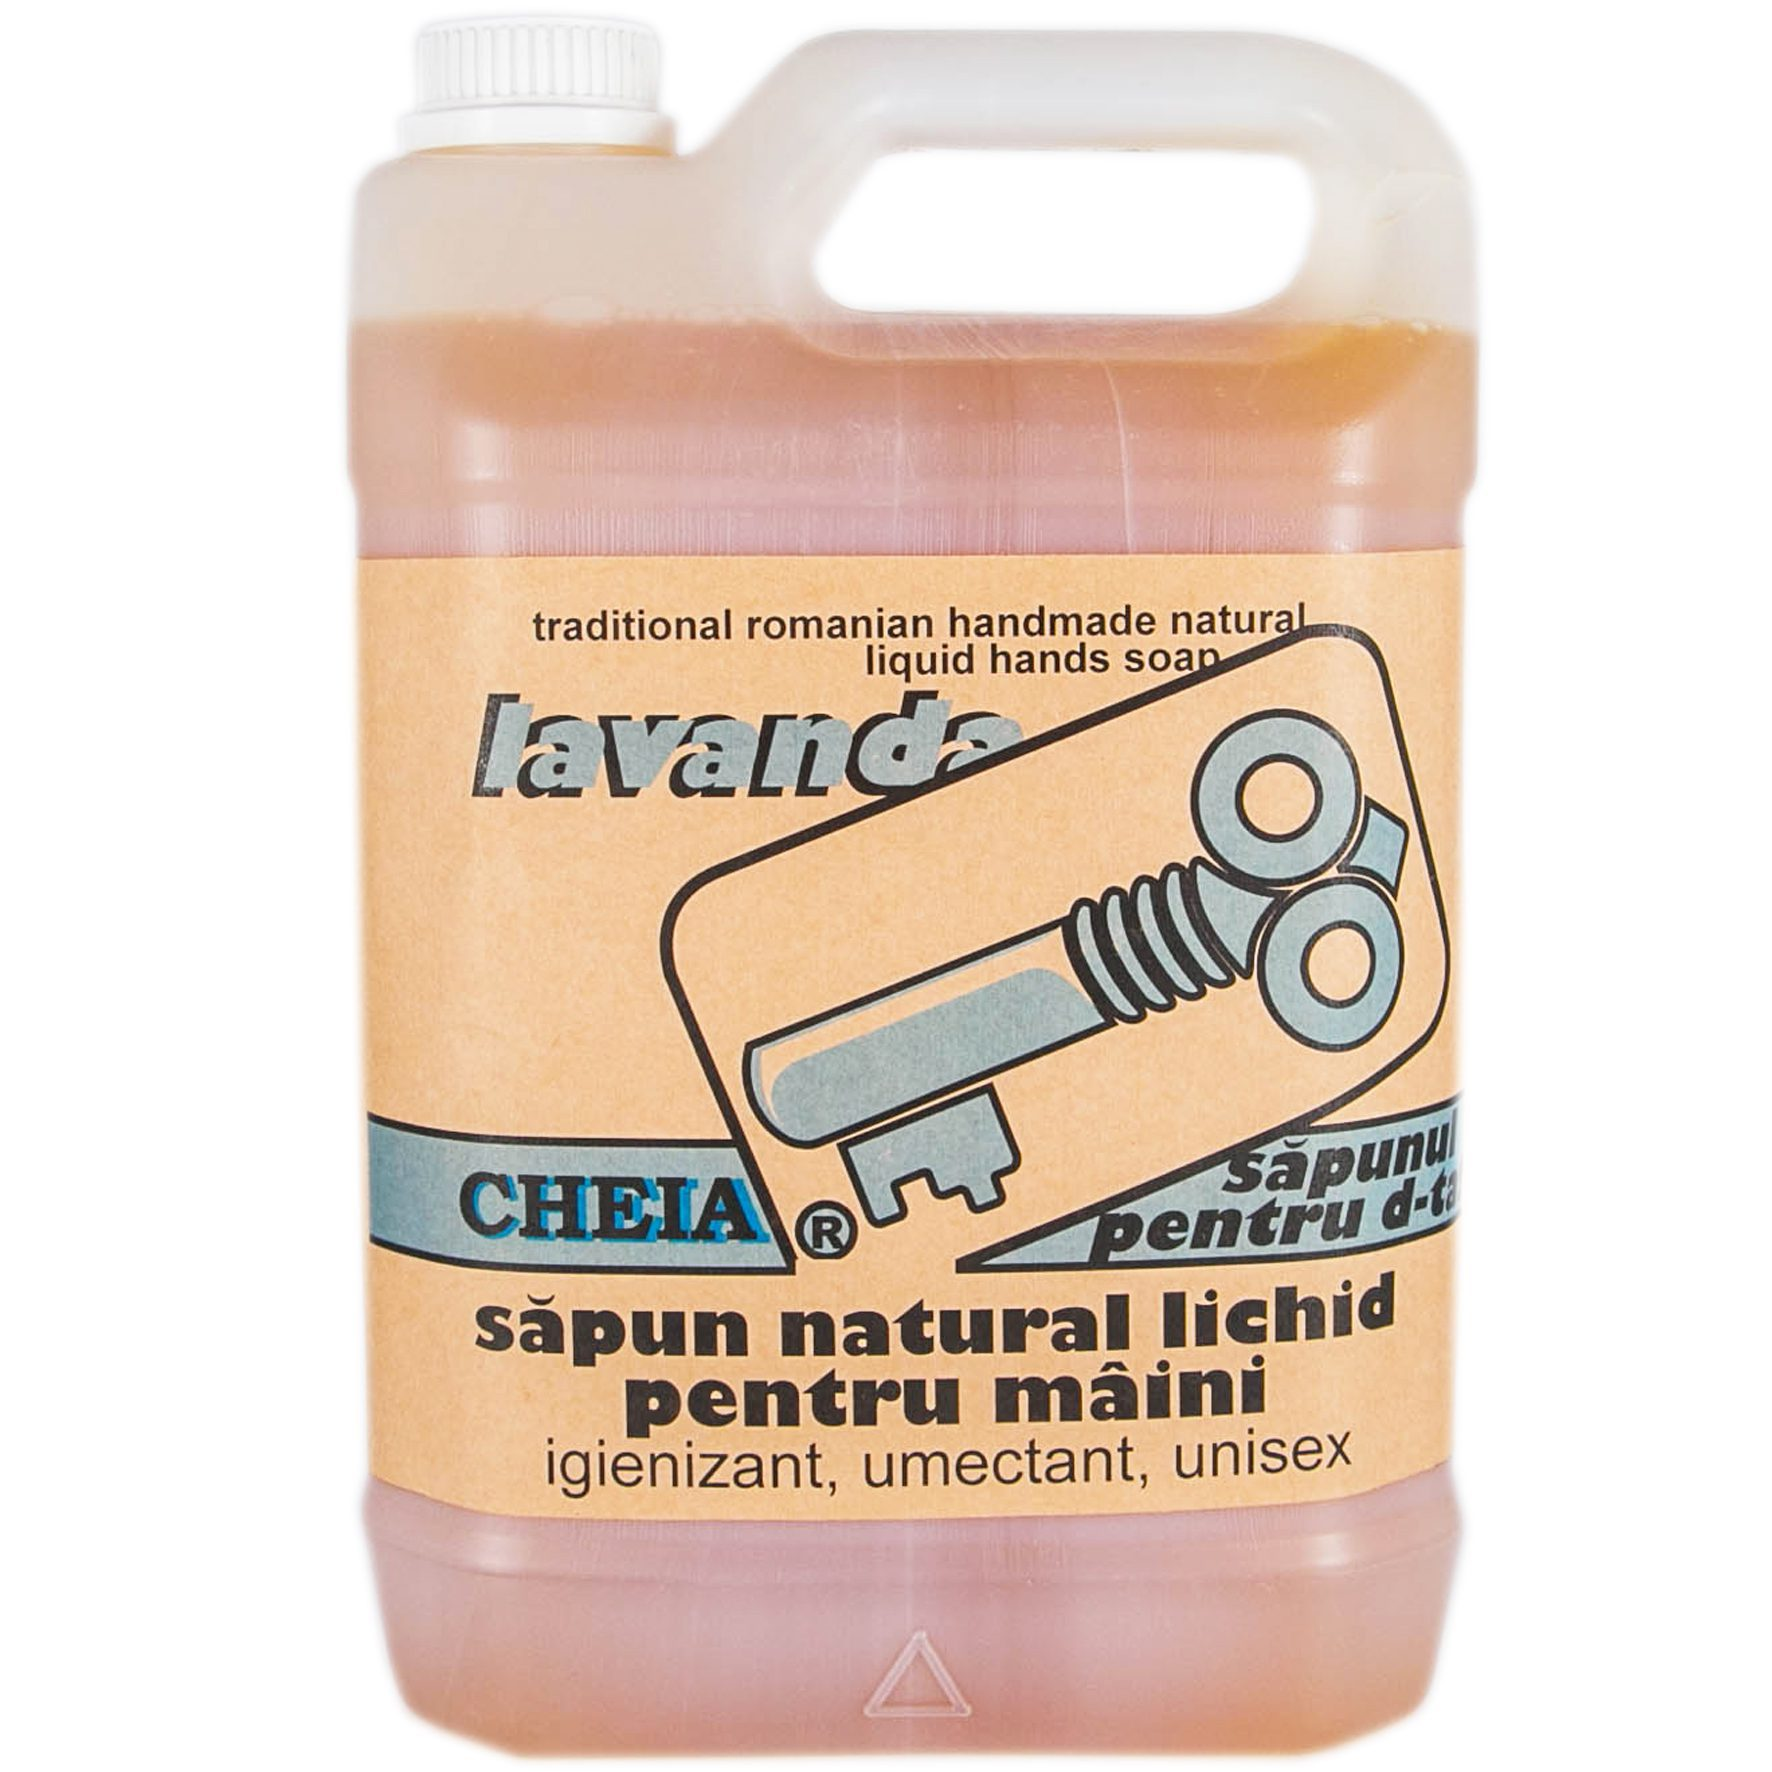 traditional romanian handmade natural
liquid hands soap
lavanda
CHEIA ®
săpunul
pentru
săpun natural lichid
pentru mâini
igienizant, umectant, unisex